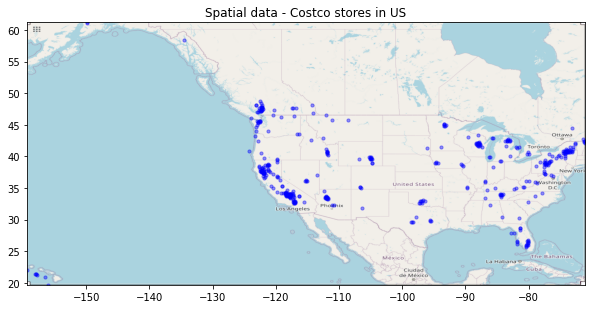 Spatial data - Costco stores in US
60
55
50
45
40
35
30
25
20
−150
−140
−130
−120
−110
−100
−90
−80
Ottawa
Toronto
New York
Washington
D.C.
United States
Los Angeles
Phoenix
México
Ciudad
de México
La Habana
The Bahamas
Cuba